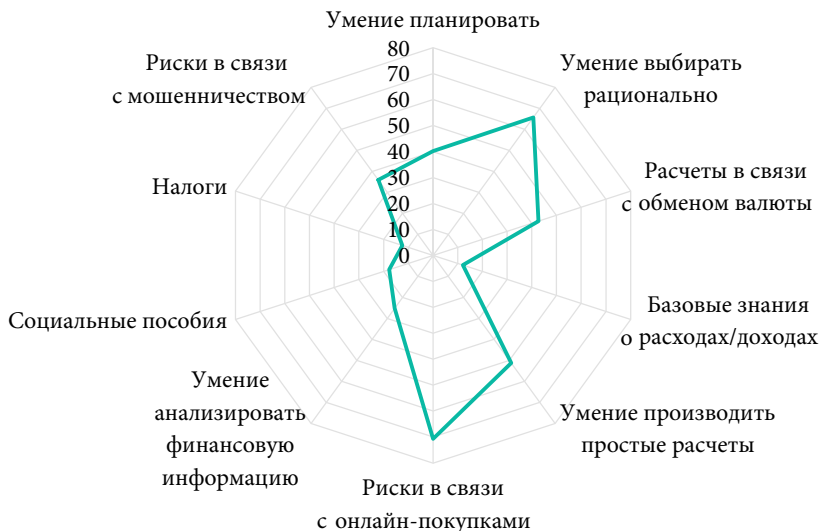 Умение планировать
80
70
60
50
40
30
20
10
0
Умение выбирать
рационально
Расчеты в связи
с обменом валюты
Базовые знания
о расходах/доходах
Умение производить
простые расчеты
Риски в связи
с онлайн-покупками
Умение
анализировать
финансовую
информацию
Социальные пособия
Налоги
Риски в связи
с мошенничеством